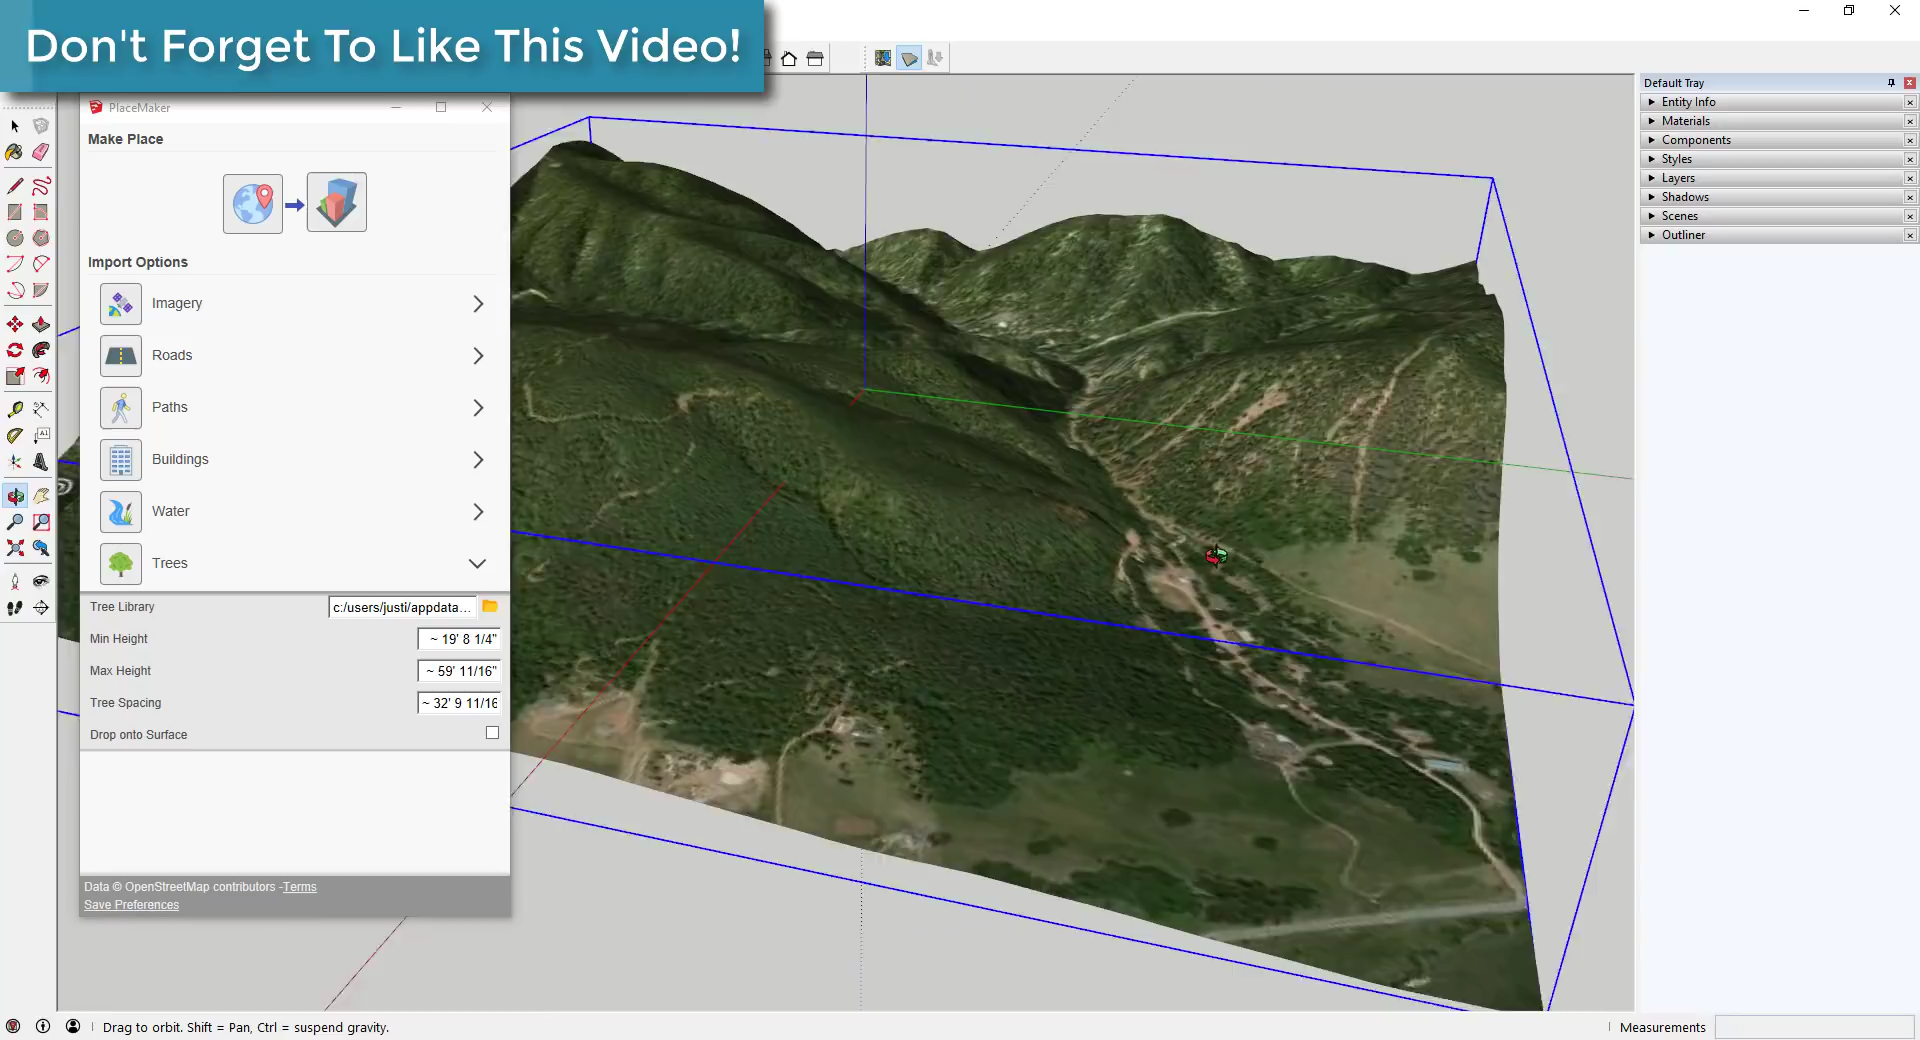 Don't Forget To Like This Video!
PlaceMaker
Make Place
Import Options
Imagery
Roads
Paths
Buildings
Water
Trees
Tree Library
c:/users/justi/appdata...
Min Height
~ 19' 8 1/4"
Max Height
~ 59' 11/16"
Tree Spacing
~ 32' 9 11/16
Drop onto Surface
Data © OpenStreetMap contributors -Terms
Save Preferences
Default Tray
Entity Info
Materials
Components
Styles
Layers
Shadows
Scenes
Outliner
Drag to orbit. Shift = Pan, Ctrl = suspend gravity.
Measurements